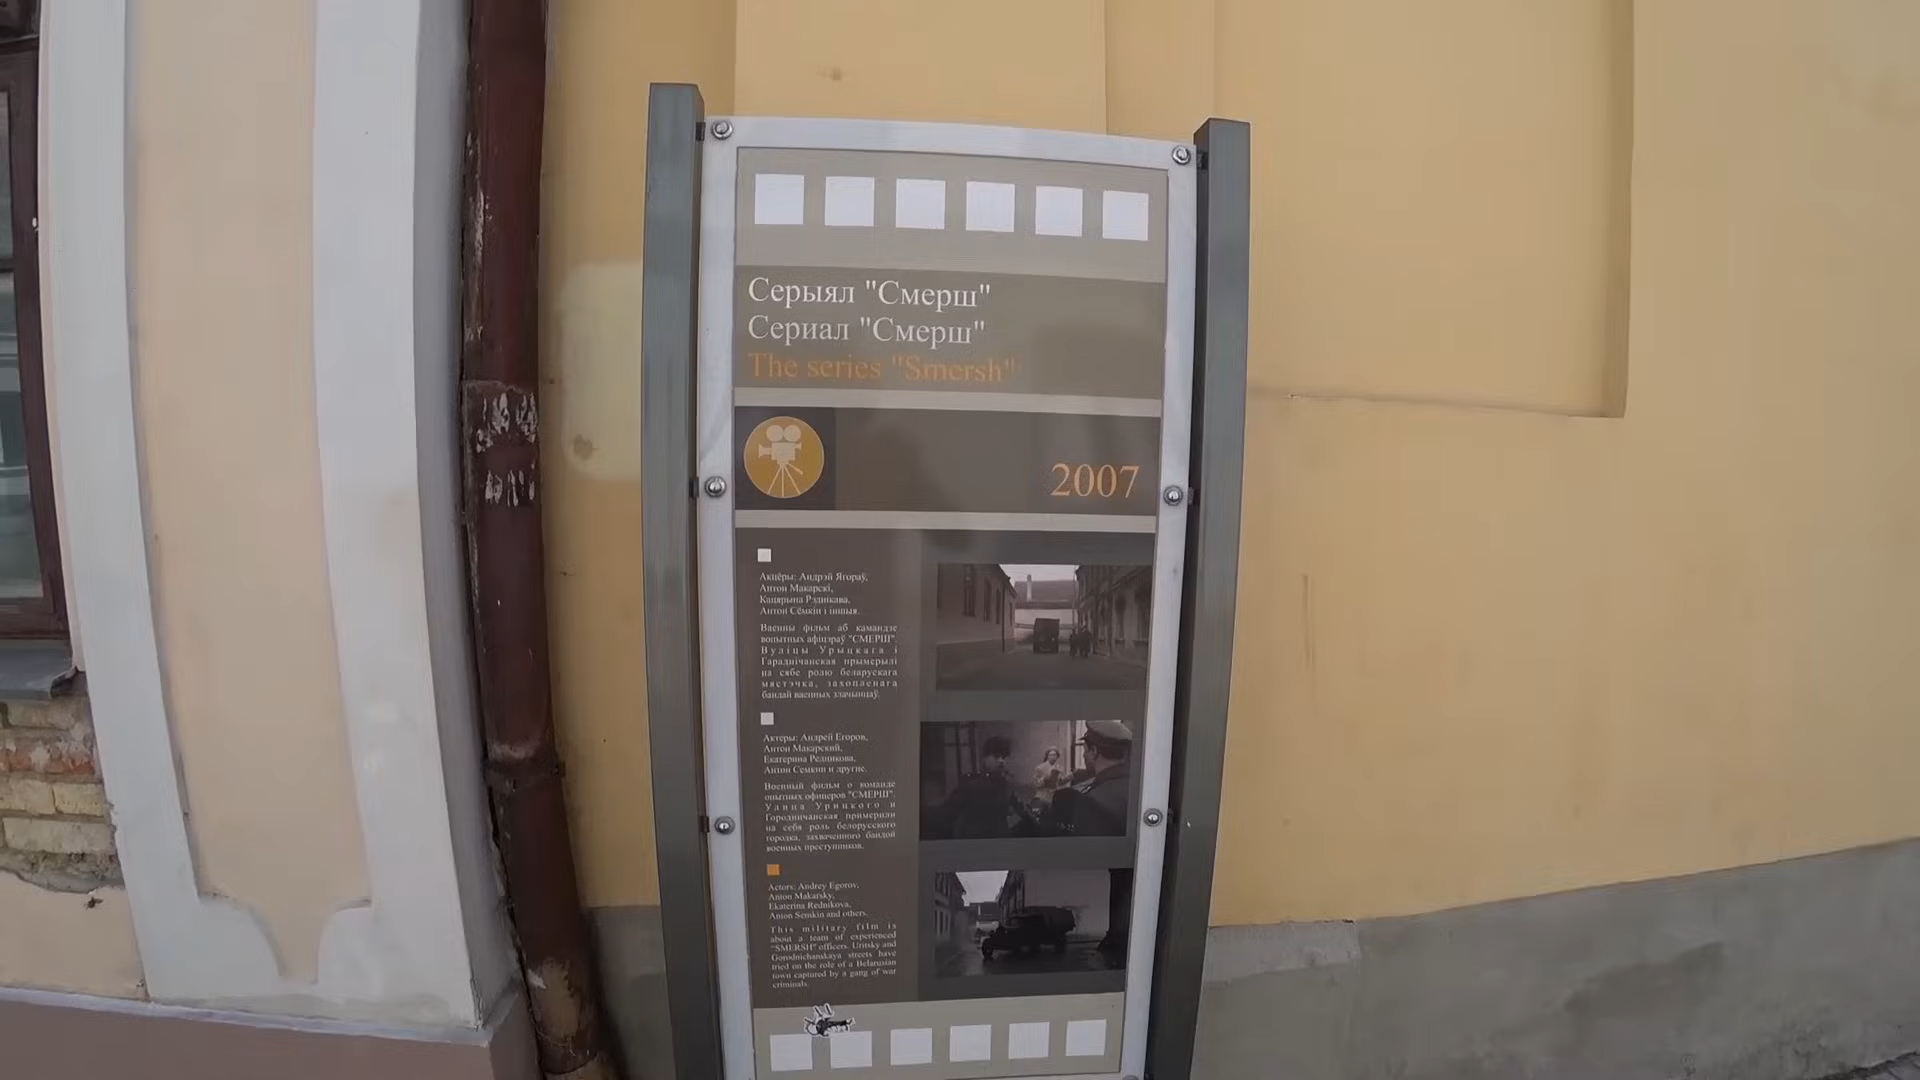 Серыял "Смерш"
Сериал "Смерш"
The series "Smersh"
2007
Акцёры: Андрэй Ягораў,
Антон Макарскі,
Кацярына Рэднікава,
Антон Сёмкін і іншыя.
Ваенны фільм аб камандзе
вопытных афіцэраў "СМЕРШ".
Вуліцы Урыцкага і
Гараднічанская прымерылі
на сябе ролю беларускага
мястэчка, захопленага
бандай ваенных злачынцаў.
Актеры: Андрей Егоров,
Антон Макарский,
Екатерина Редникова,
Антон Семкин и другие.
Военный фильм о команде
опытных офицеров "СМЕРШ".
Улица Урицкого и
Городничанская примерили
на себя роль белорусского
городка, захваченного бандой
военных преступников.
Actors: Andrey Egorov,
Anton Makarsky,
Ekaterina Rednikova,
Anton Semkin and others.
This military film is
about a team of experienced
"SMERSH" officers. Uritsky and
Gorodnichanskaya streets have
tried on the role of a Belarusian
town captured by a gang of war
criminals.